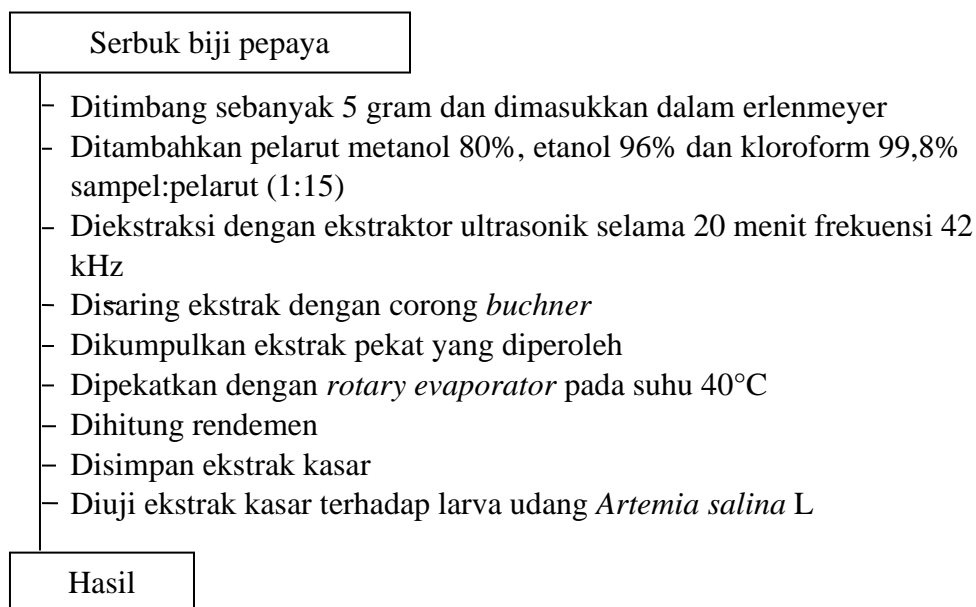 Serbuk biji pepaya
− Ditimbang sebanyak 5 gram dan dimasukkan dalam erlenmeyer
- Ditambahkan pelarut metanol 80%, etanol 96% dan kloroform 99,8%
sampel:pelarut (1:15)
− Diekstraksi dengan ekstraktor ultrasonik selama 20 menit frekuensi 42
kHz
− Disaring ekstrak dengan corong buchner
− Dikumpulkan ekstrak pekat yang diperoleh
− Dipekatkan dengan rotary evaporator pada suhu 40°C
− Dihitung rendemen
− Disimpan ekstrak kasar
− Diuji ekstrak kasar terhadap larva udang Artemia salina L
Hasil